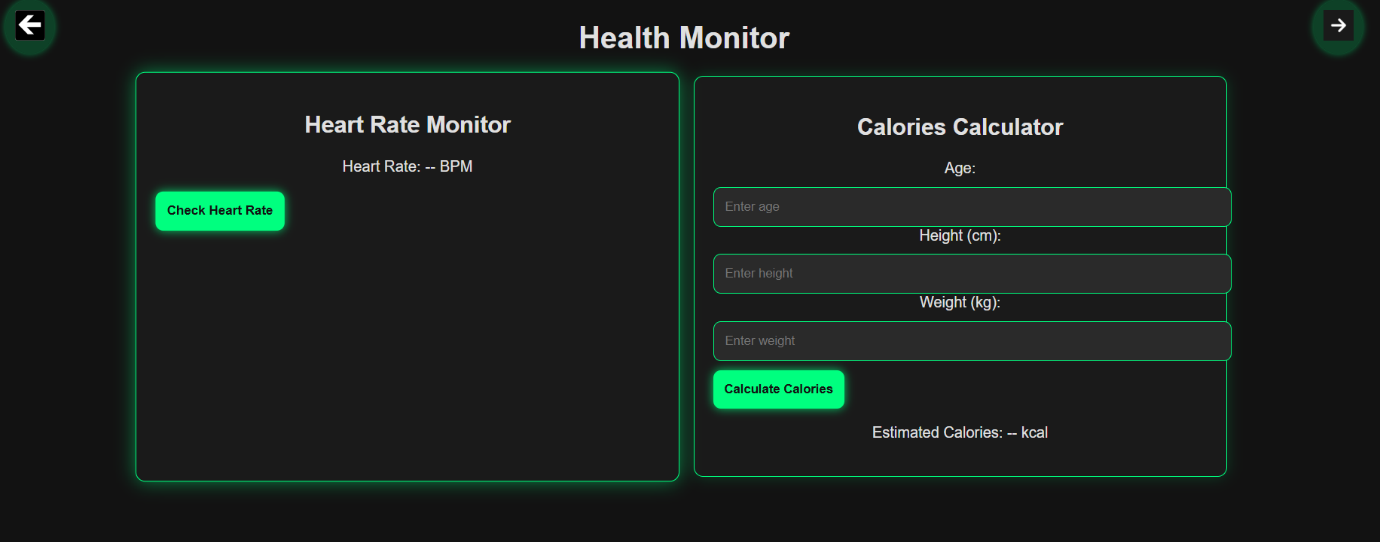 Health Monitor
Heart Rate Monitor
Heart Rate: -- BPM
Check Heart Rate
Calories Calculator
Age:
Enter age
Height (cm):
Enter height
Weight (kg):
Enter weight
Calculate Calories
Estimated Calories: -- kcal